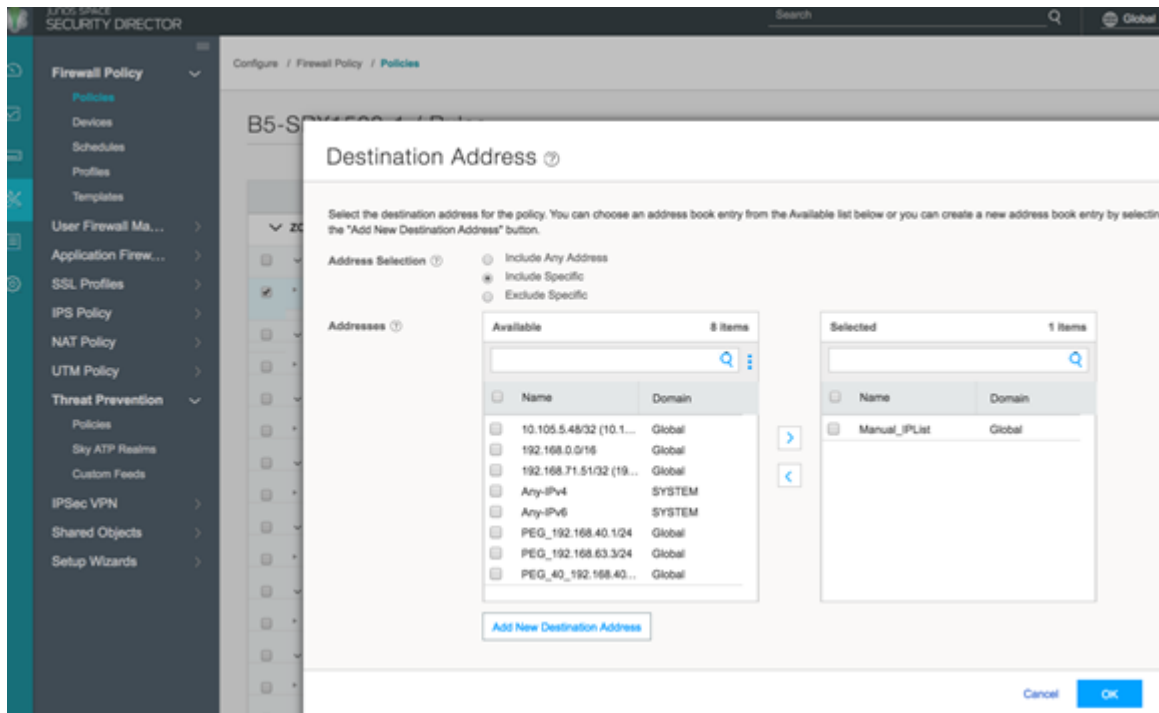 JUNOS SPACE
SECURITY DIRECTOR
Search
Global
Firewall Policy
Policies
Devices
Schedules
Profiles
Templates
User Firewall Ma...
Application Firew...
SSL Profiles
IPS Policy
NAT Policy
UTM Policy
Threat Prevention
Policies
Sky ATP Realms
Custom Feeds
IPSec VPN
Shared Objects
Setup Wizards
Configure / Firewall Policy / Policies
Destination Address
Select the destination address for the policy. You can choose an address book entry from the Available list below or you can create a new address book entry by selectin
the "Add New Destination Address" button.
Address Selection
Include Any Address
Include Specific
Exclude Specific
Addresses
Available 8 items
Name Domain
10.105.5.48/32 (10.1... Global
192.168.0.0/16 Global
192.168.71.51/32 (19... Global
Any-IPv4 SYSTEM
Any-IPv6 SYSTEM
PEG_192.168.40.1/24 Global
PEG_192.168.63.3/24 Global
PEG_40_192.168.40... Global
Selected 1 items
Name Domain
Manual_IPList Global
Add New Destination Address
Cancel OK